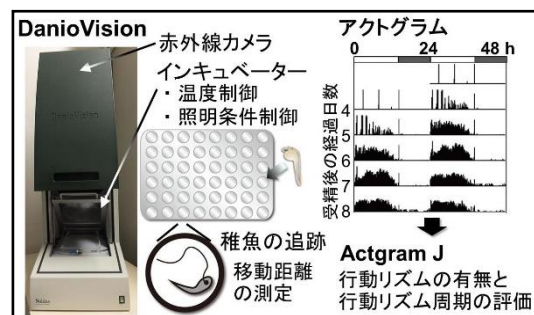 DanioVision
赤外線カメラ
インキュベーター
・温度制御
・照明条件制御
稚魚の追跡
移動距離
の測定
アクトグラム
0 24 48 h
受精後の経過日数
4
5
6
7
8
Actgram J
行動リズムの有無と
行動リズム周期の評価